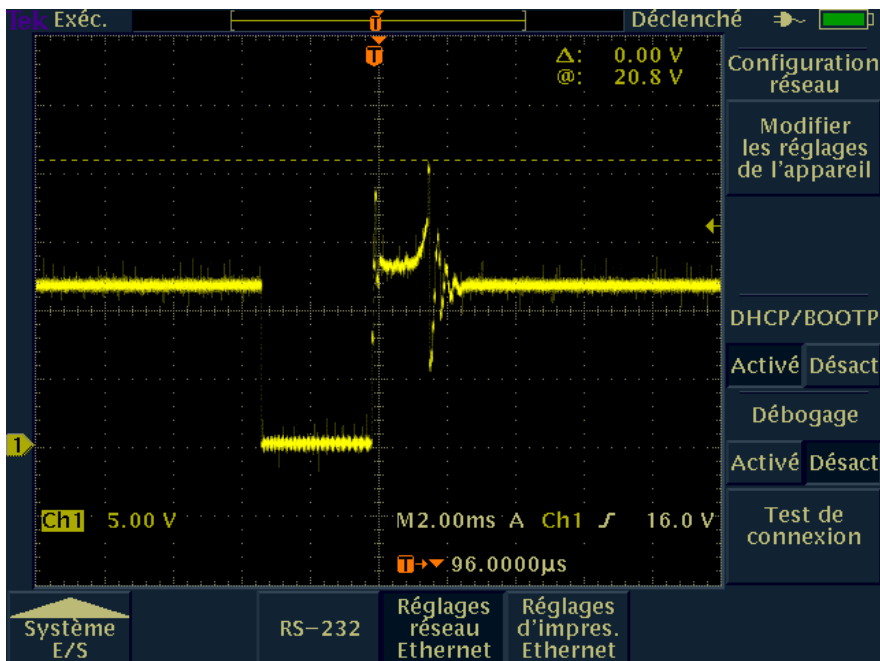 Tek Exéc.
T
Déclenché
T
Δ: 0.00 V
@: 20.8 V
Configuration
réseau
Modifier
les réglages
de l'appareil
DHCP/BOOTP
Activé Désact
Débogage
Activé Désact
Test de
connexion
1
Ch1 5.00 V M2.00ms A Ch1 16.0 V
T 96.0000µs
Système
E/S
RS-232
Réglages
réseau
Ethernet
Réglages
d'impres.
Ethernet